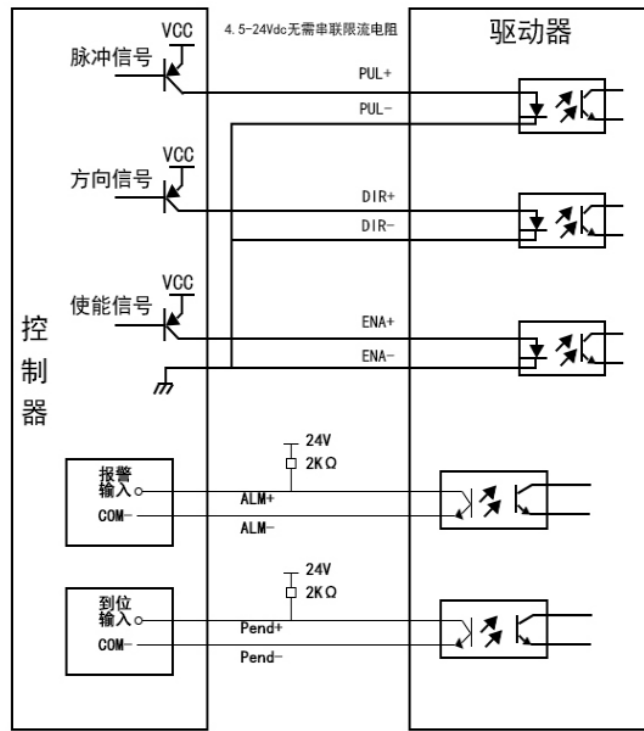 4.5-24Vdc无需串联限流电阻
驱动器
VCC
脉冲信号
PUL+
PUL-
VCC
方向信号
DIR+
DIR-
VCC
使能信号
ENA+
ENA-
控制器
24V
2KΩ
报警
输入
ALM+
COM-
ALM-
24V
2KΩ
到位
输入
Pend+
COM-
Pend-